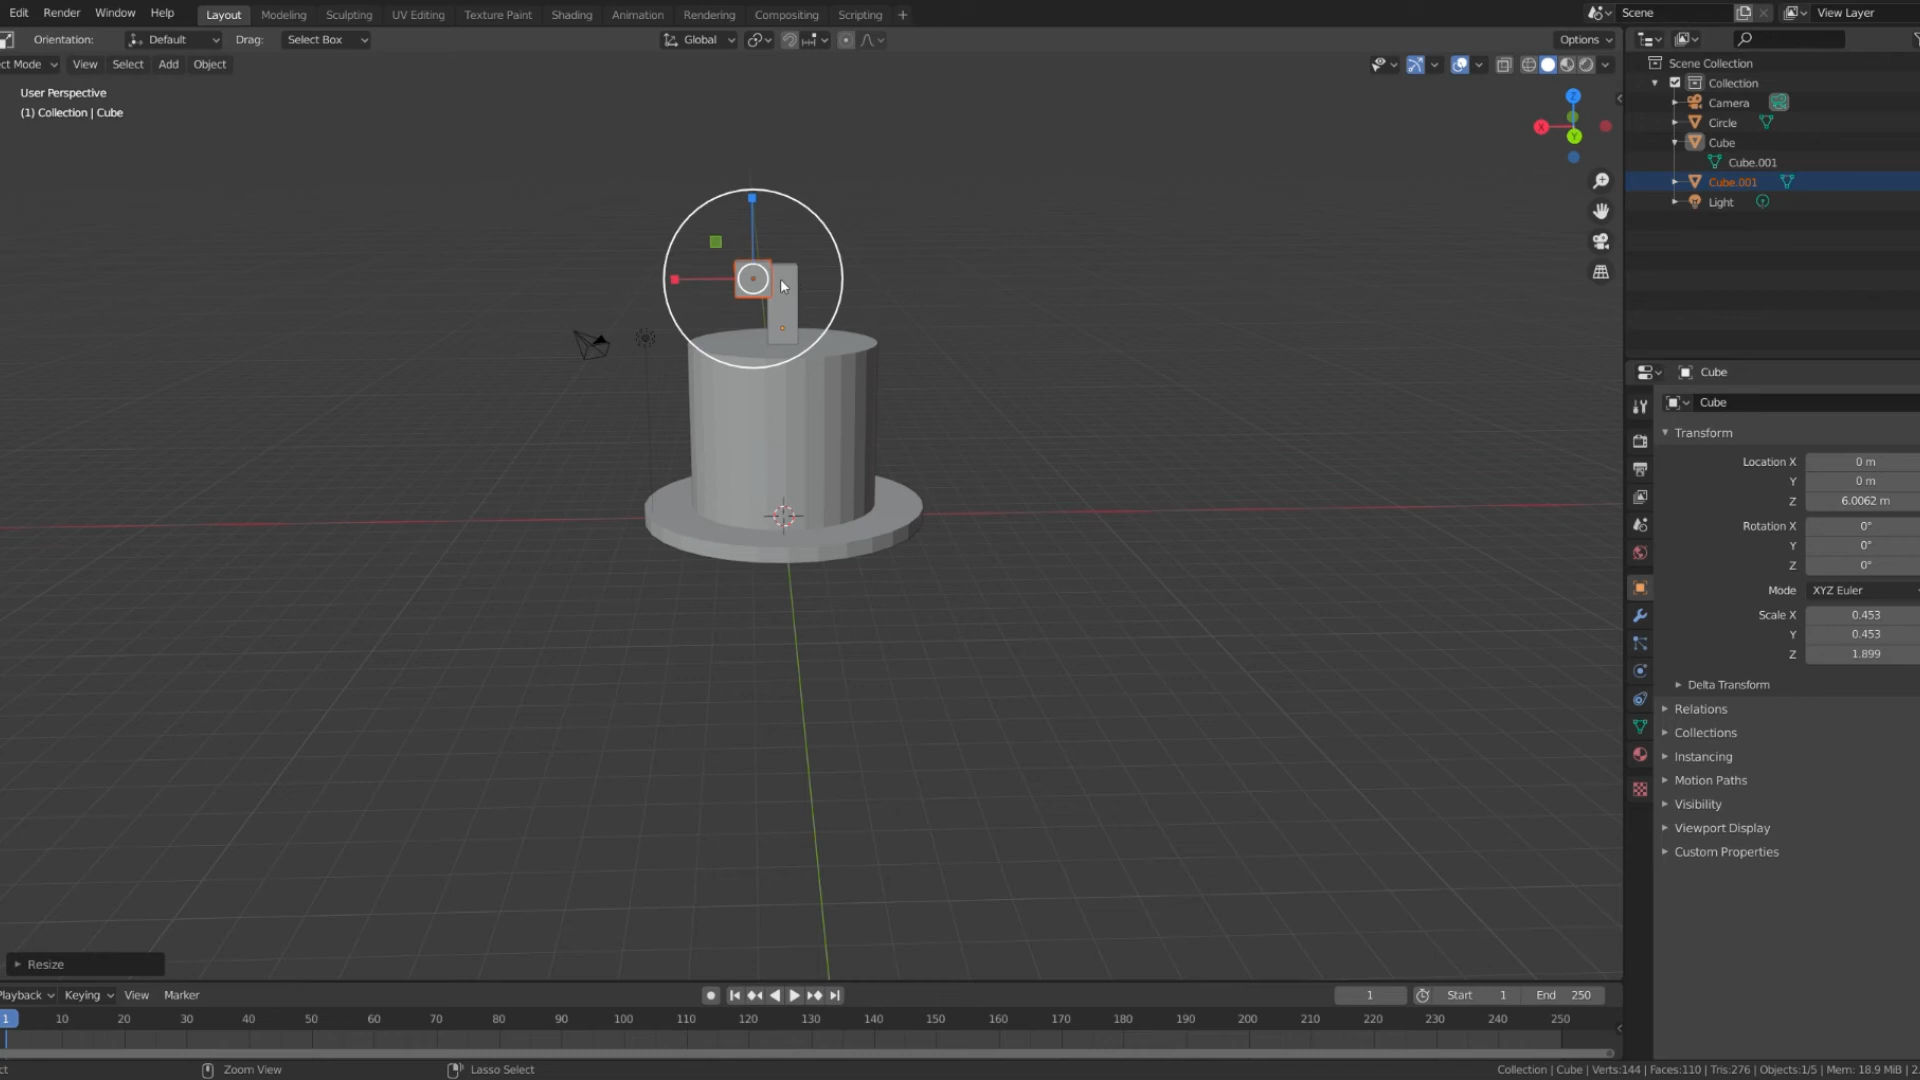 Edit Render Window Help Layout Modeling Sculpting UV Editing Texture Paint Shading Animation Rendering Compositing Scripting + Scene View Layer
Orientation: Default Drag: Select Box Global Options
ct Mode View Select Add Object
User Perspective
(1) Collection | Cube
Z
X
Y
Scene Collection
Collection
Camera
Circle
Cube
Cube.001
Cube.001
Light
Cube
Cube
Transform
Location X 0 m
Y 0 m
Z 6.0062 m
Rotation X 0°
Y 0°
Z 0°
Mode XYZ Euler
Scale X 0.453
Y 0.453
Z 1.899
Delta Transform
Relations
Collections
Instancing
Motion Paths
Visibility
Viewport Display
Custom Properties
Resize
Playback Keying View Marker 1 Start 1 End 250
1 10 20 30 40 50 60 70 80 90 100 110 120 130 140 150 160 170 180 190 200 210 220 230 240 250
ct Zoom View Lasso Select Collection | Cube | Verts:144 | Faces:110 | Tris:276 | Objects:1/5 | Mem: 18.9 MiB | 2.